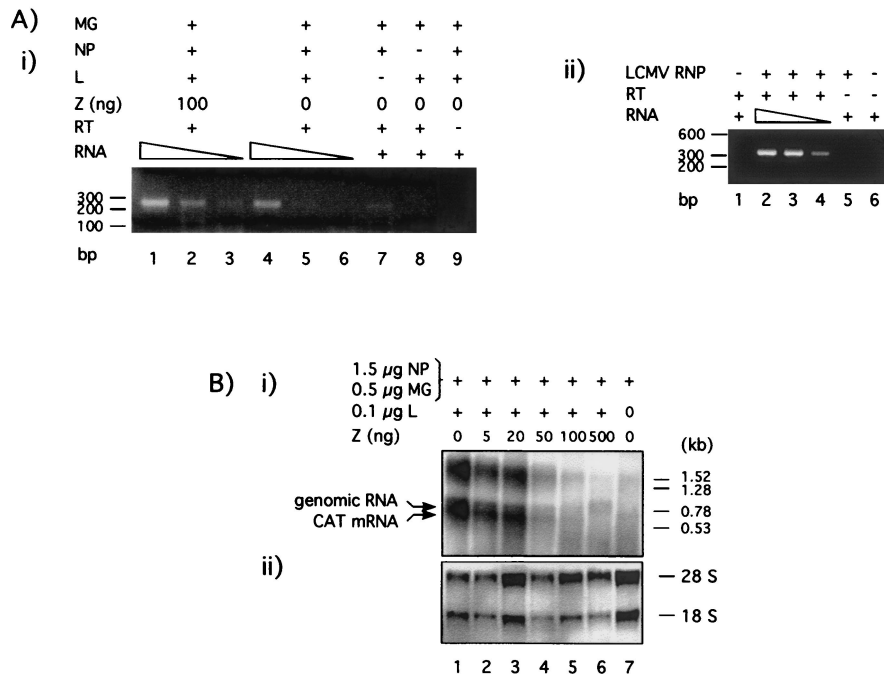 A)
i)
MG + + + + +
NP + + + - +
L + + - + +
Z (ng) 100 0 0 0 0
RT + + + + -
RNA + + +
300
200
100
bp 1 2 3 4 5 6 7 8 9
ii)
LCMV RNP - + + + + -
RT + + + + - -
RNA + + +
600
300
200
bp 1 2 3 4 5 6
B) i)
1.5 µg NP
0.5 µg MG + + + + + + +
0.1 µg L + + + + + + 0
Z (ng) 0 5 20 50 100 500 0
(kb)
1.52
1.28
genomic RNA
0.78
CAT mRNA
0.53
ii)
28 S
18 S
1 2 3 4 5 6 7